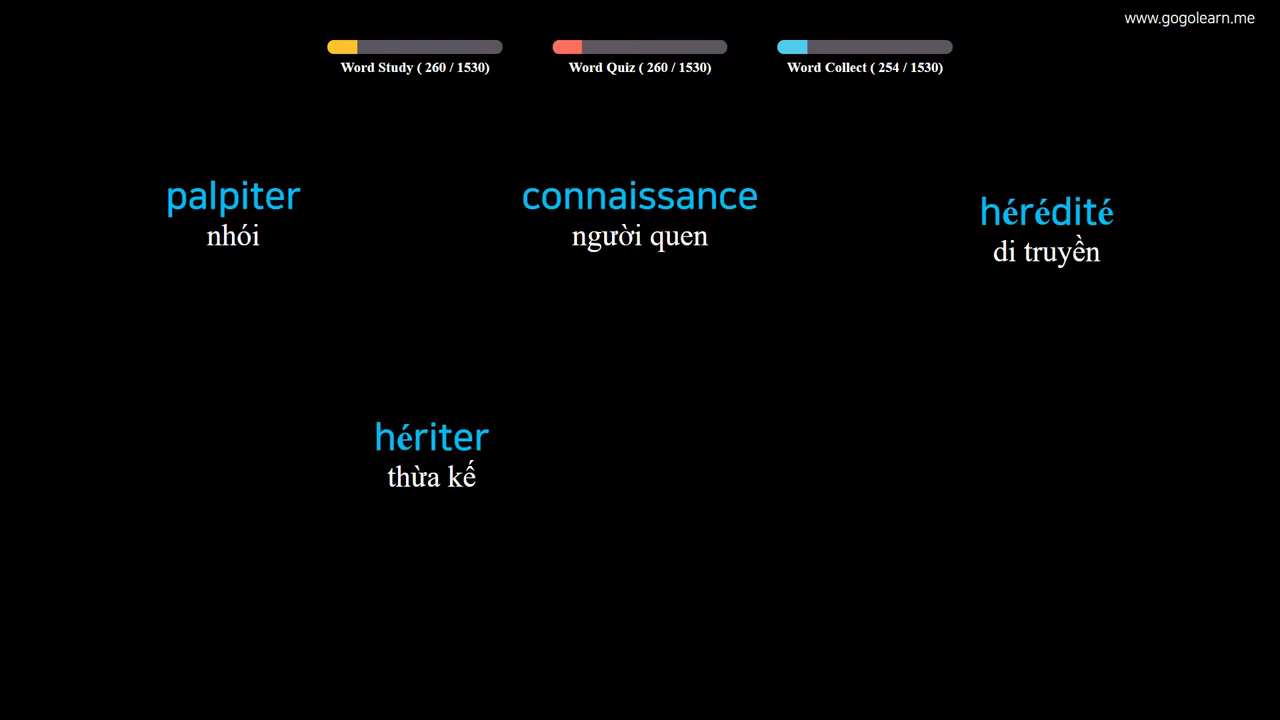 www.gogolearn.me
Word Study ( 260 / 1530)
Word Quiz ( 260 / 1530)
Word Collect ( 254 / 1530)
palpiter
nhói
connaissance
người quen
hérédité
di truyền
hériter
thừa kế